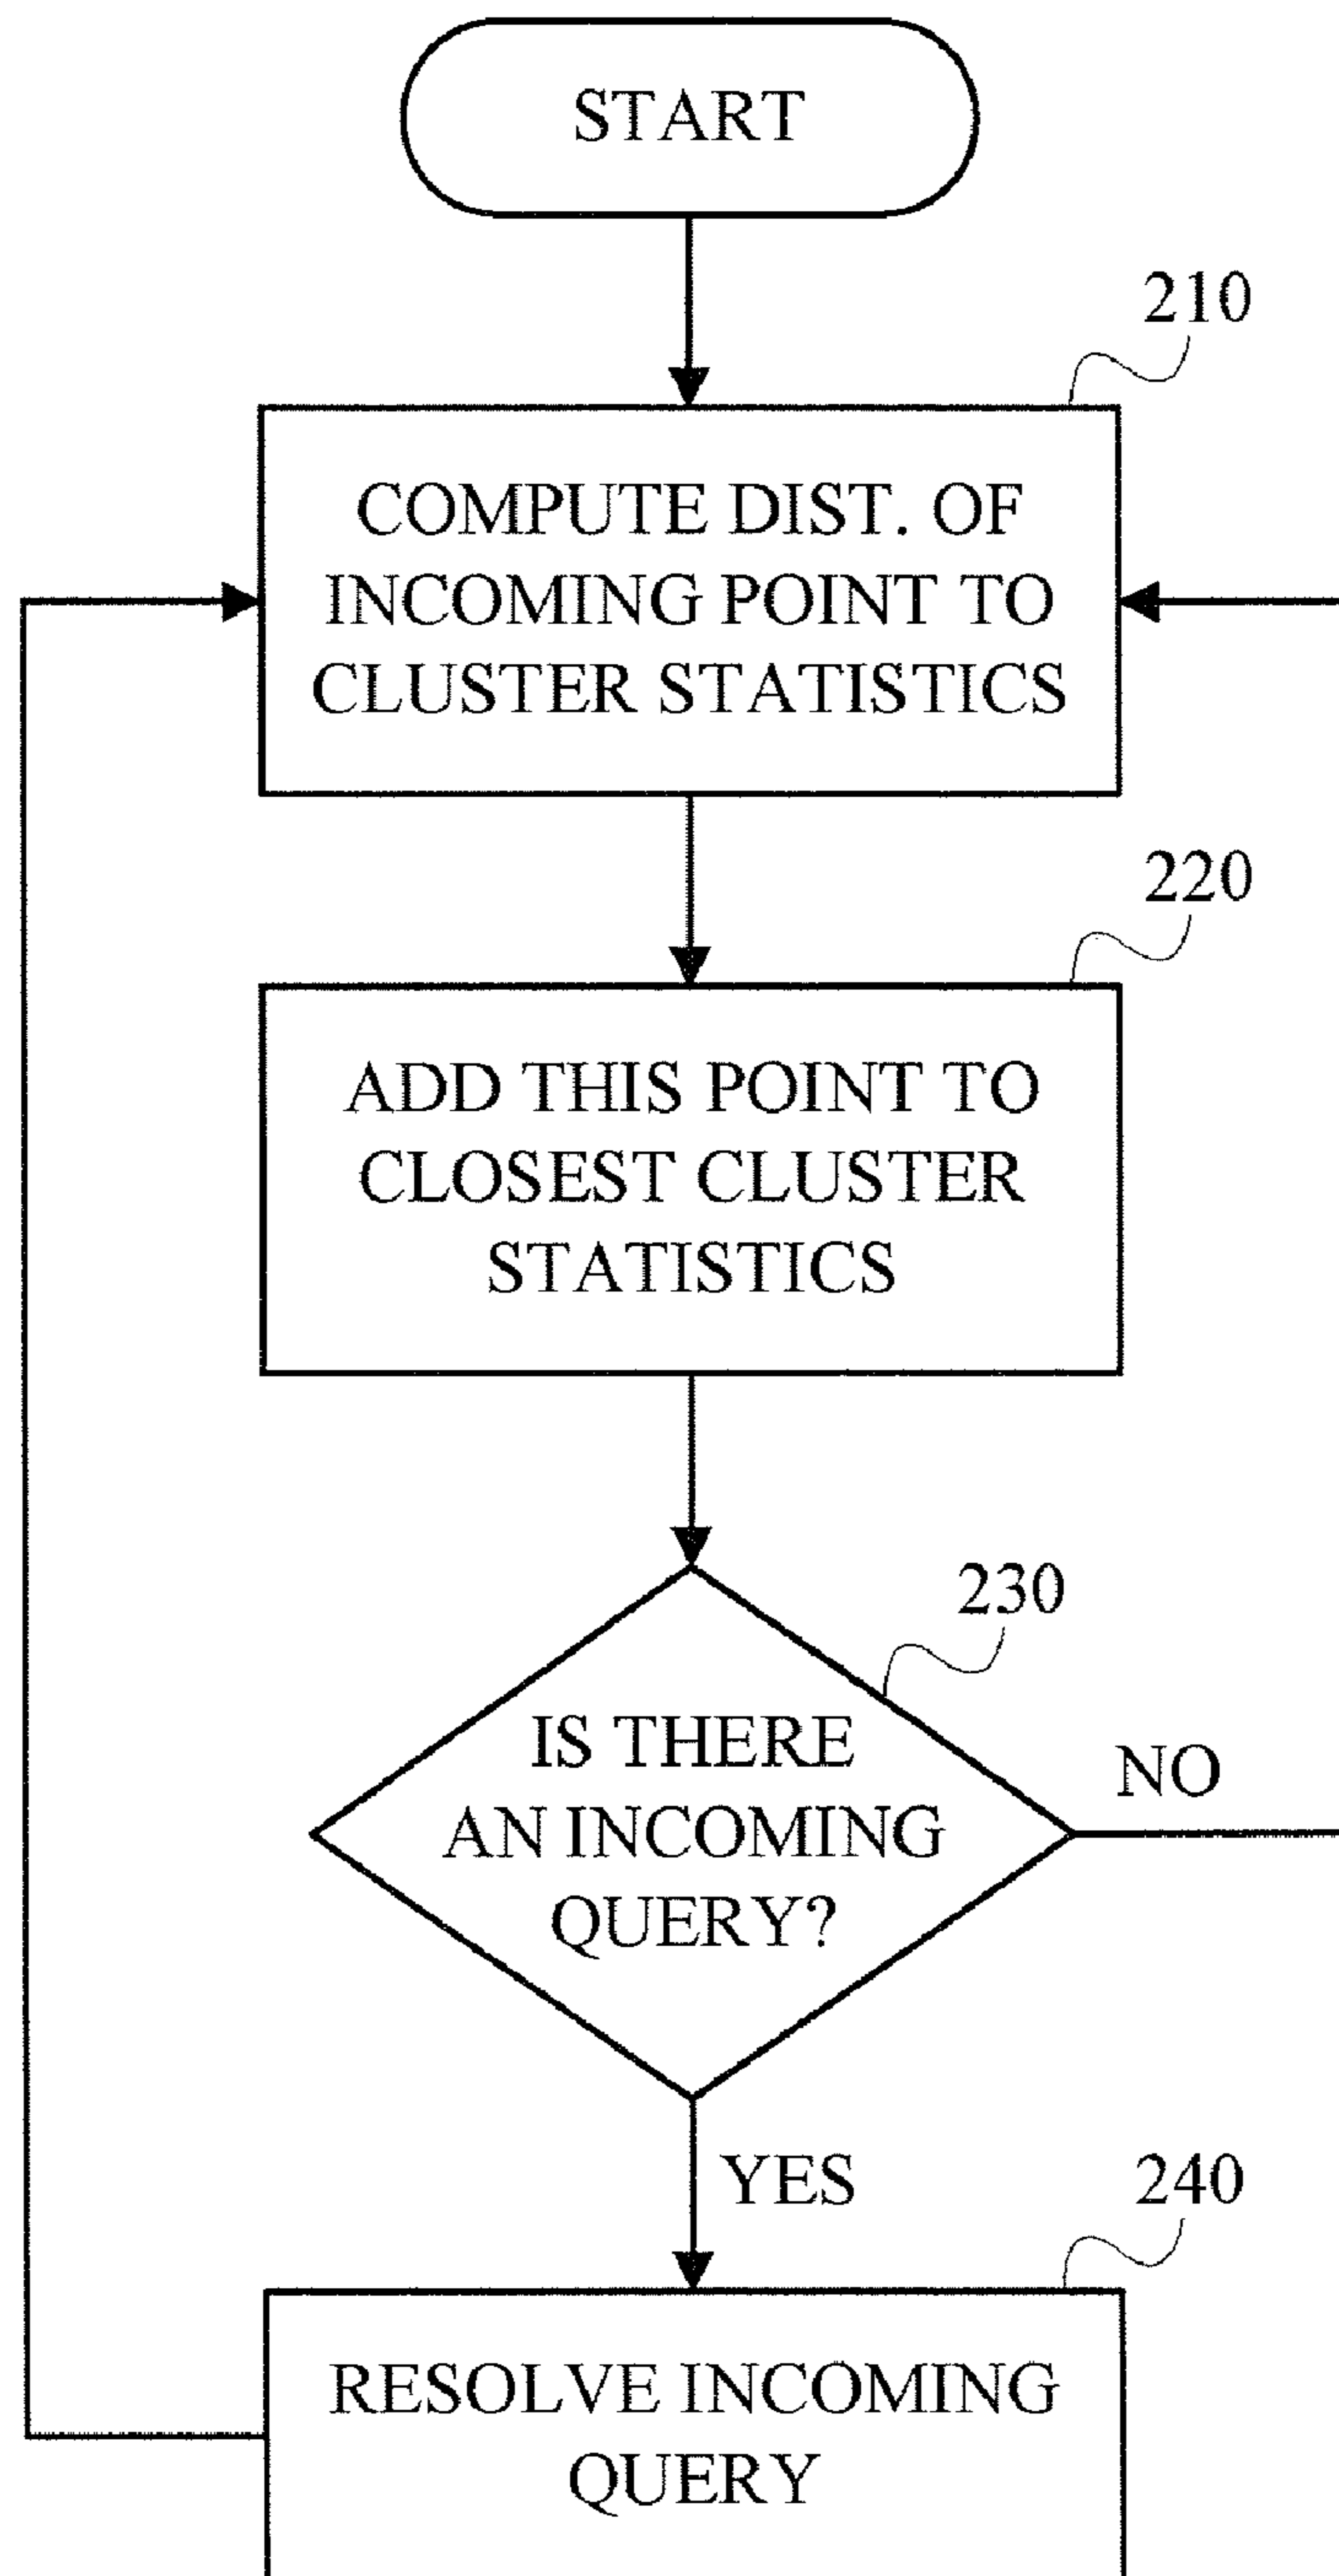 START
210
COMPUTE DIST. OF
INCOMING POINT TO
CLUSTER STATISTICS
220
ADD THIS POINT TO
CLOSEST CLUSTER
STATISTICS
230
IS THERE
AN INCOMING
QUERY?
NO
YES
240
RESOLVE INCOMING
QUERY